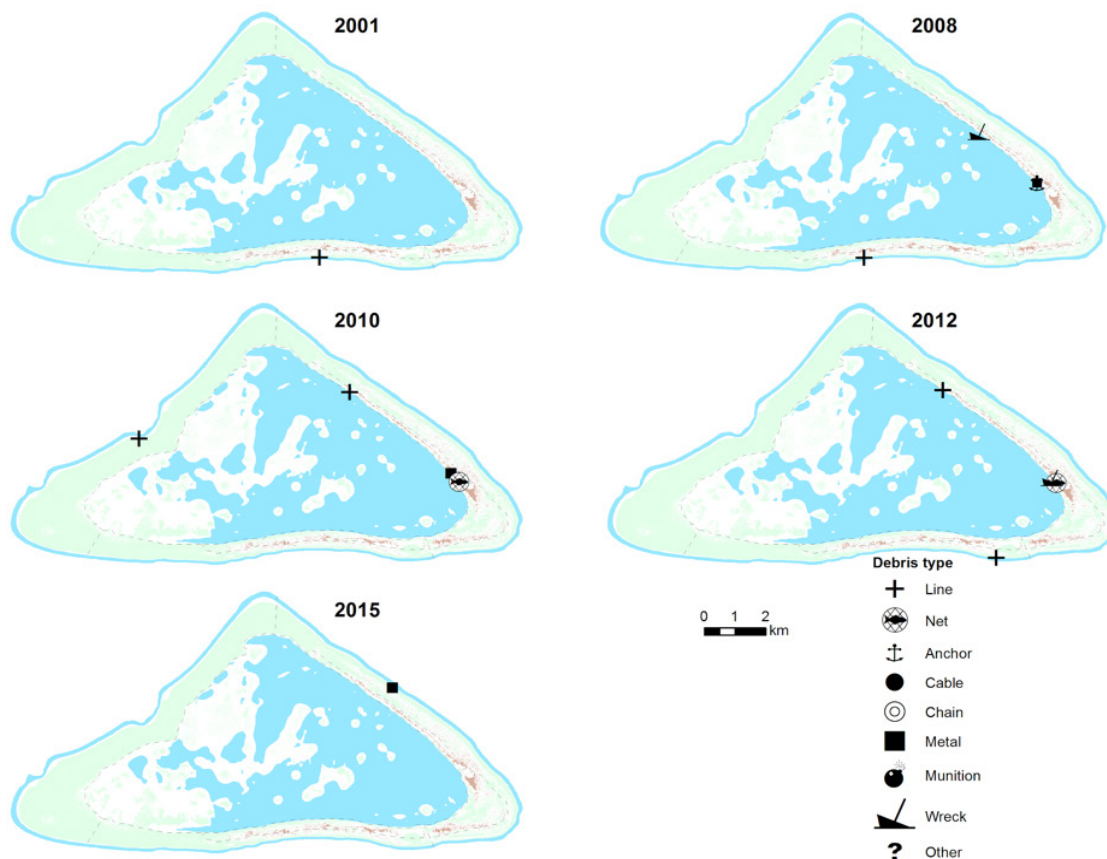 2001
2008
2010
2012
2015
0 1 2
km
Debris type
Line
Net
Anchor
Cable
Chain
Metal
Munition
Wreck
? Other